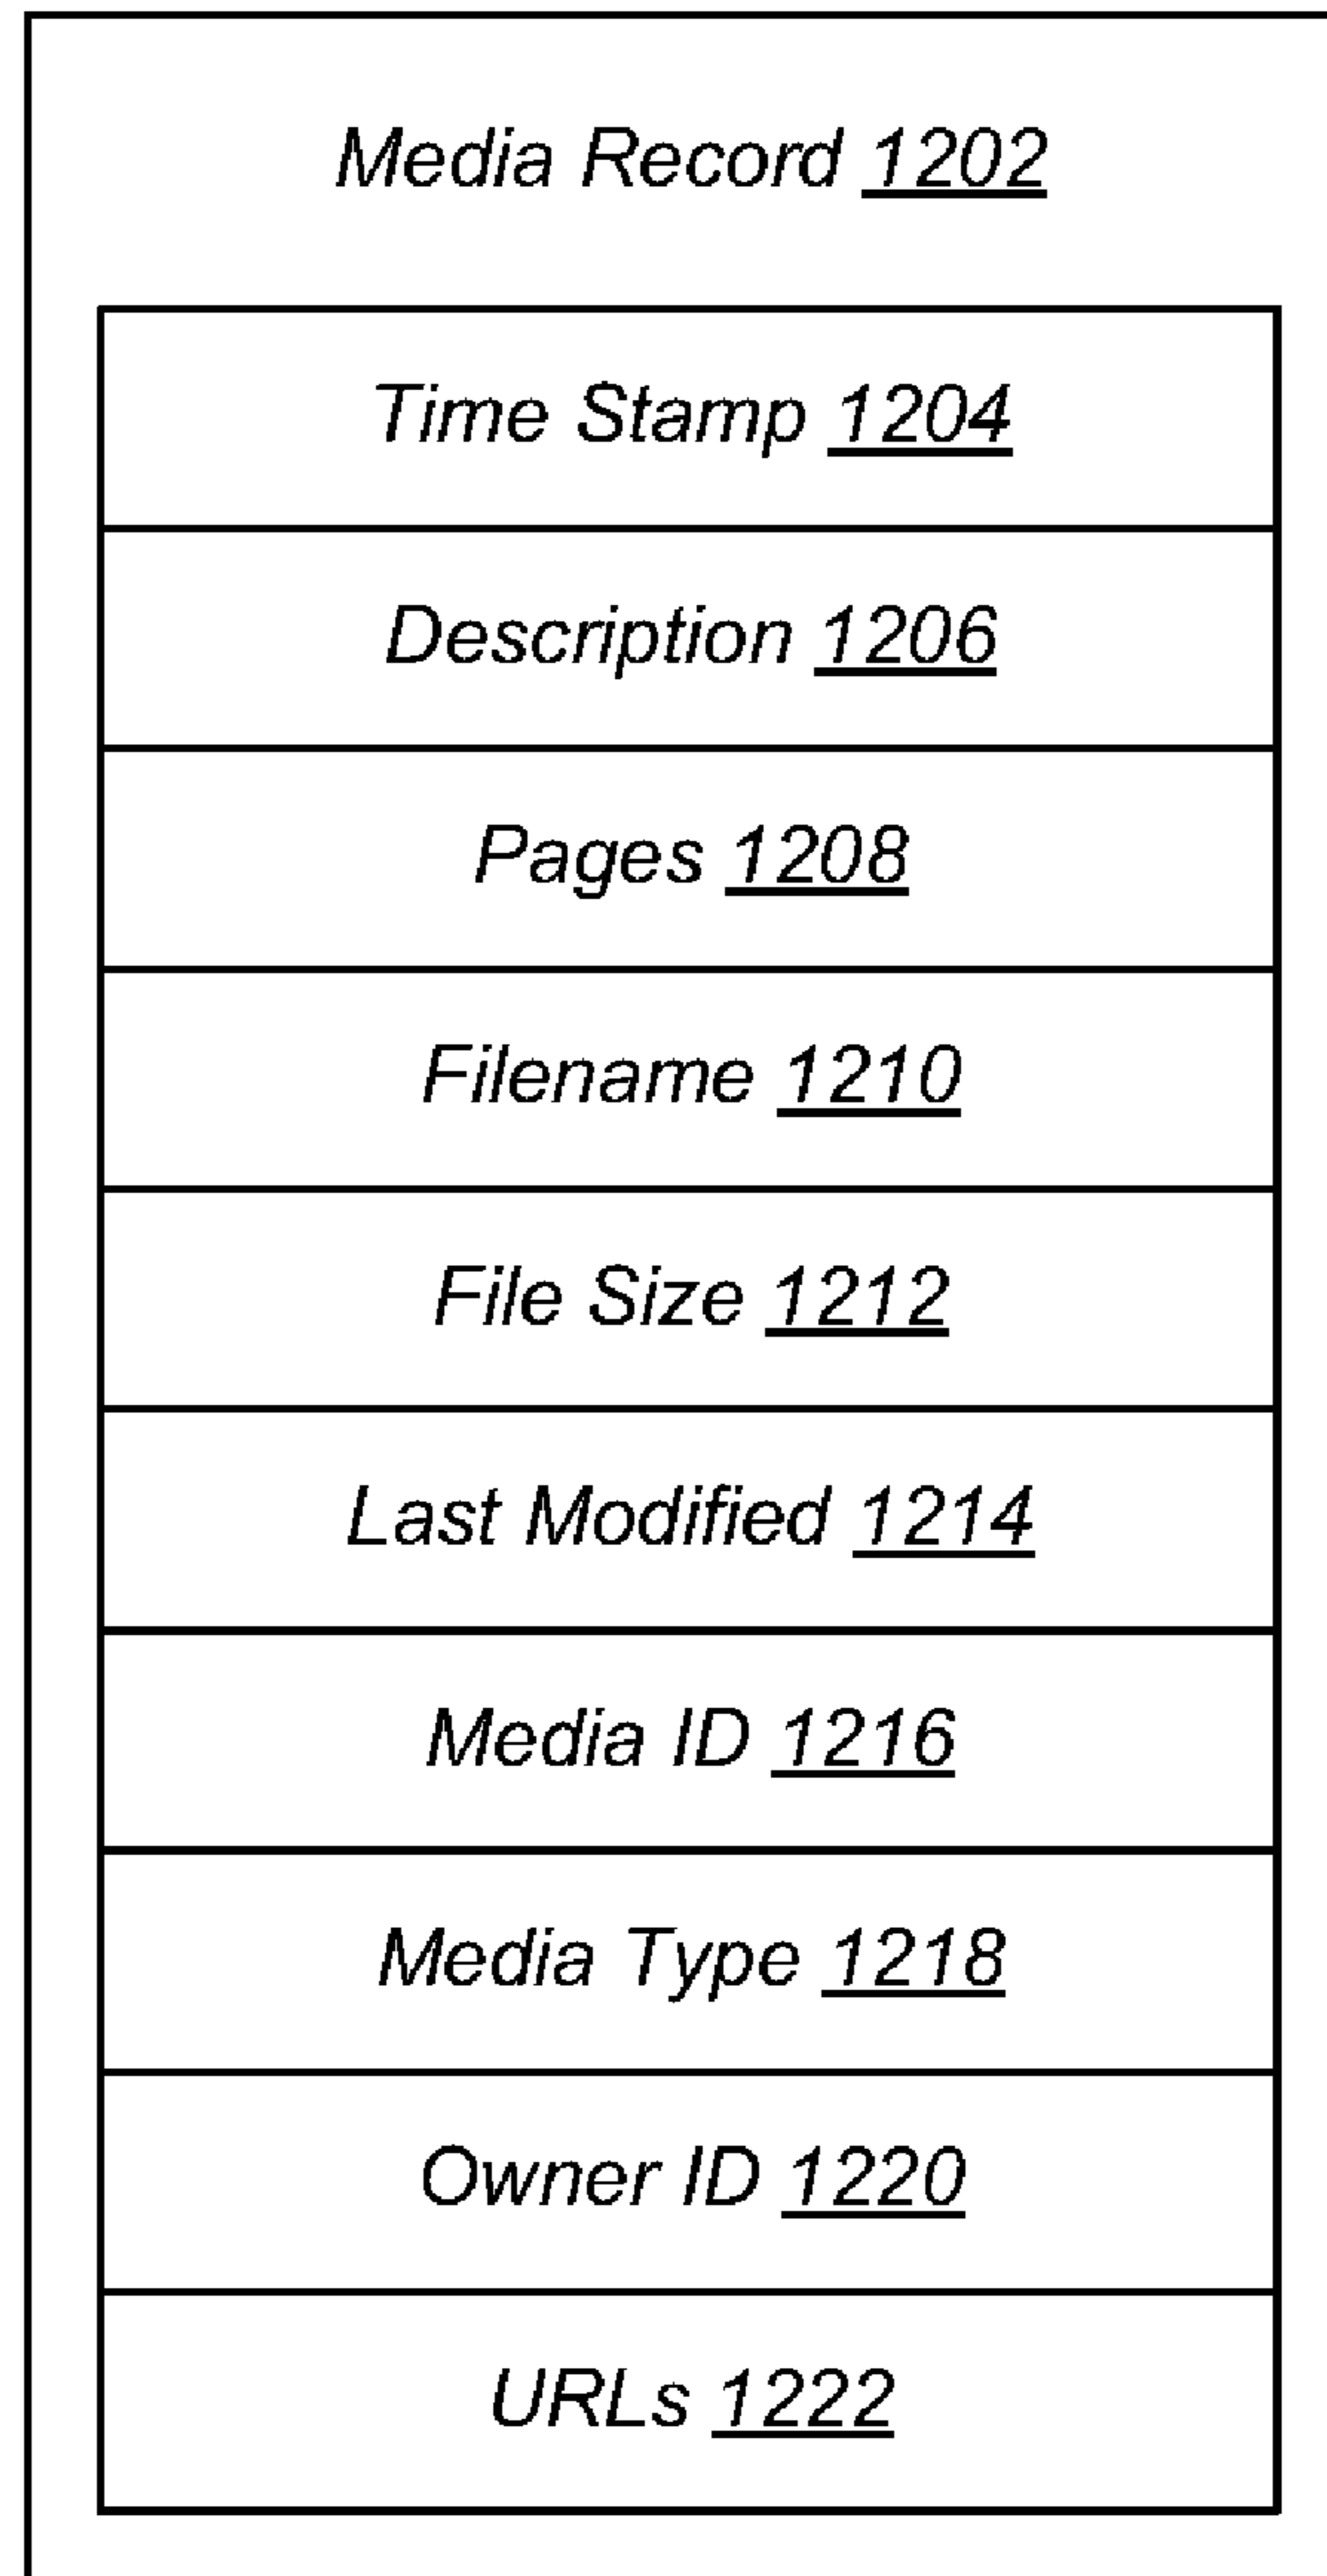 Media Record 1202
Time Stamp 1204
Description 1206
Pages 1208
Filename 1210
File Size 1212
Last Modified 1214
Media ID 1216
Media Type 1218
Owner ID 1220
URLs 1222